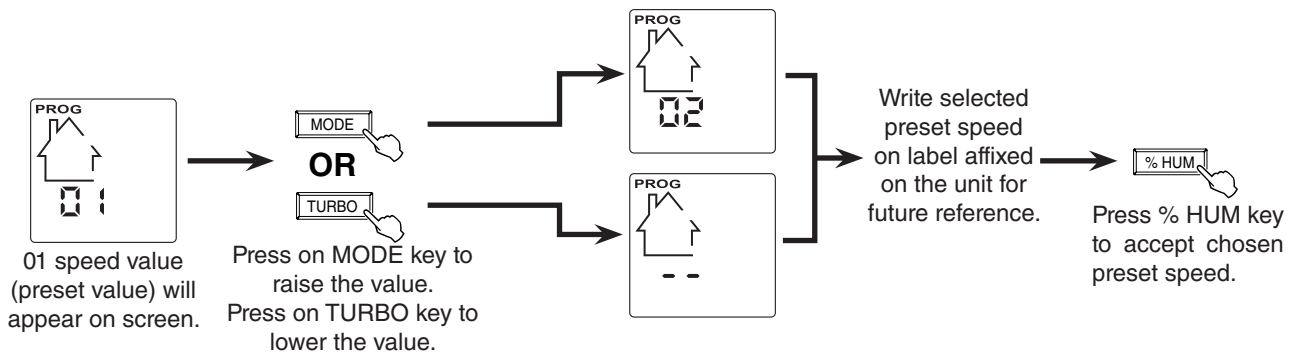 PROG
01
01 speed value
(preset value) will
appear on screen.
MODE
OR
TURBO
Press on MODE key to
raise the value.
Press on TURBO key to
lower the value.
PROG
02
PROG
--
Write selected
preset speed
on label affixed
on the unit for
future reference.
% HUM
Press % HUM key
to accept chosen
preset speed.